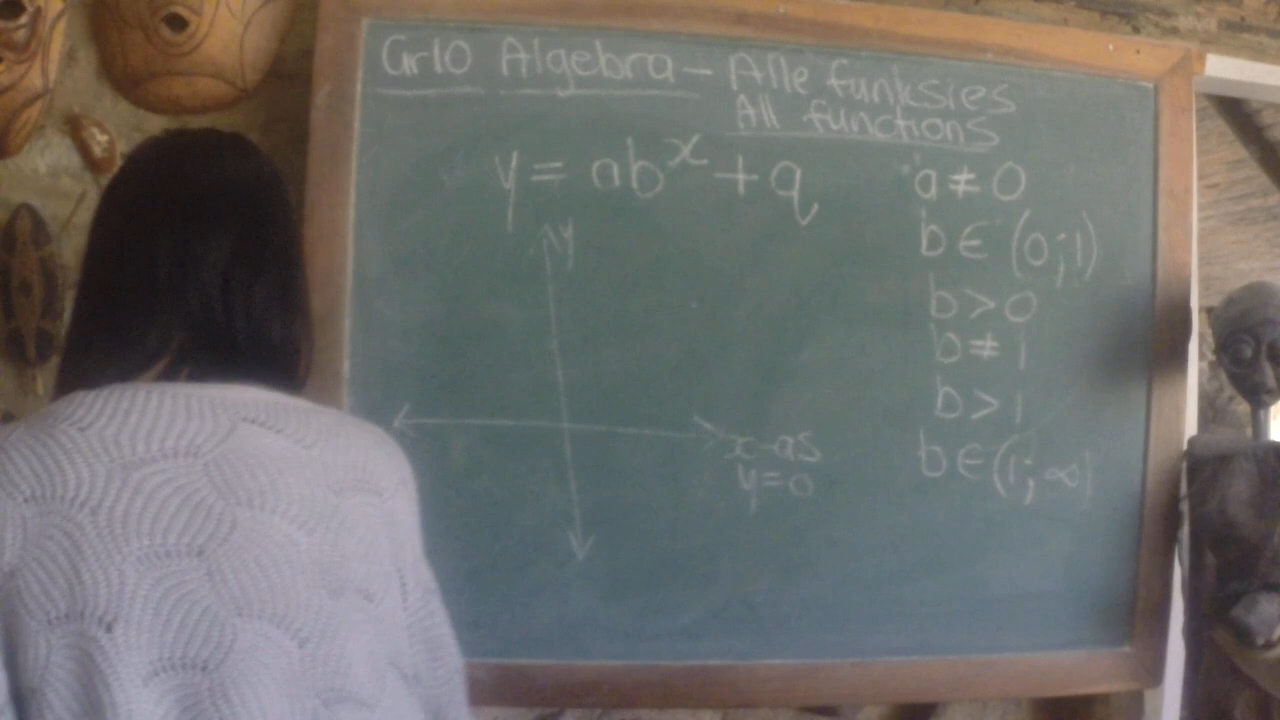 Gr10 Algebra - Alle funksies
All functions
y = ab^x + q
a ≠ 0
b ∈ (0;1)
b > 0
b ≠ 1
b > 1
b ∈ (1; ∞)
y
x-as
y=0